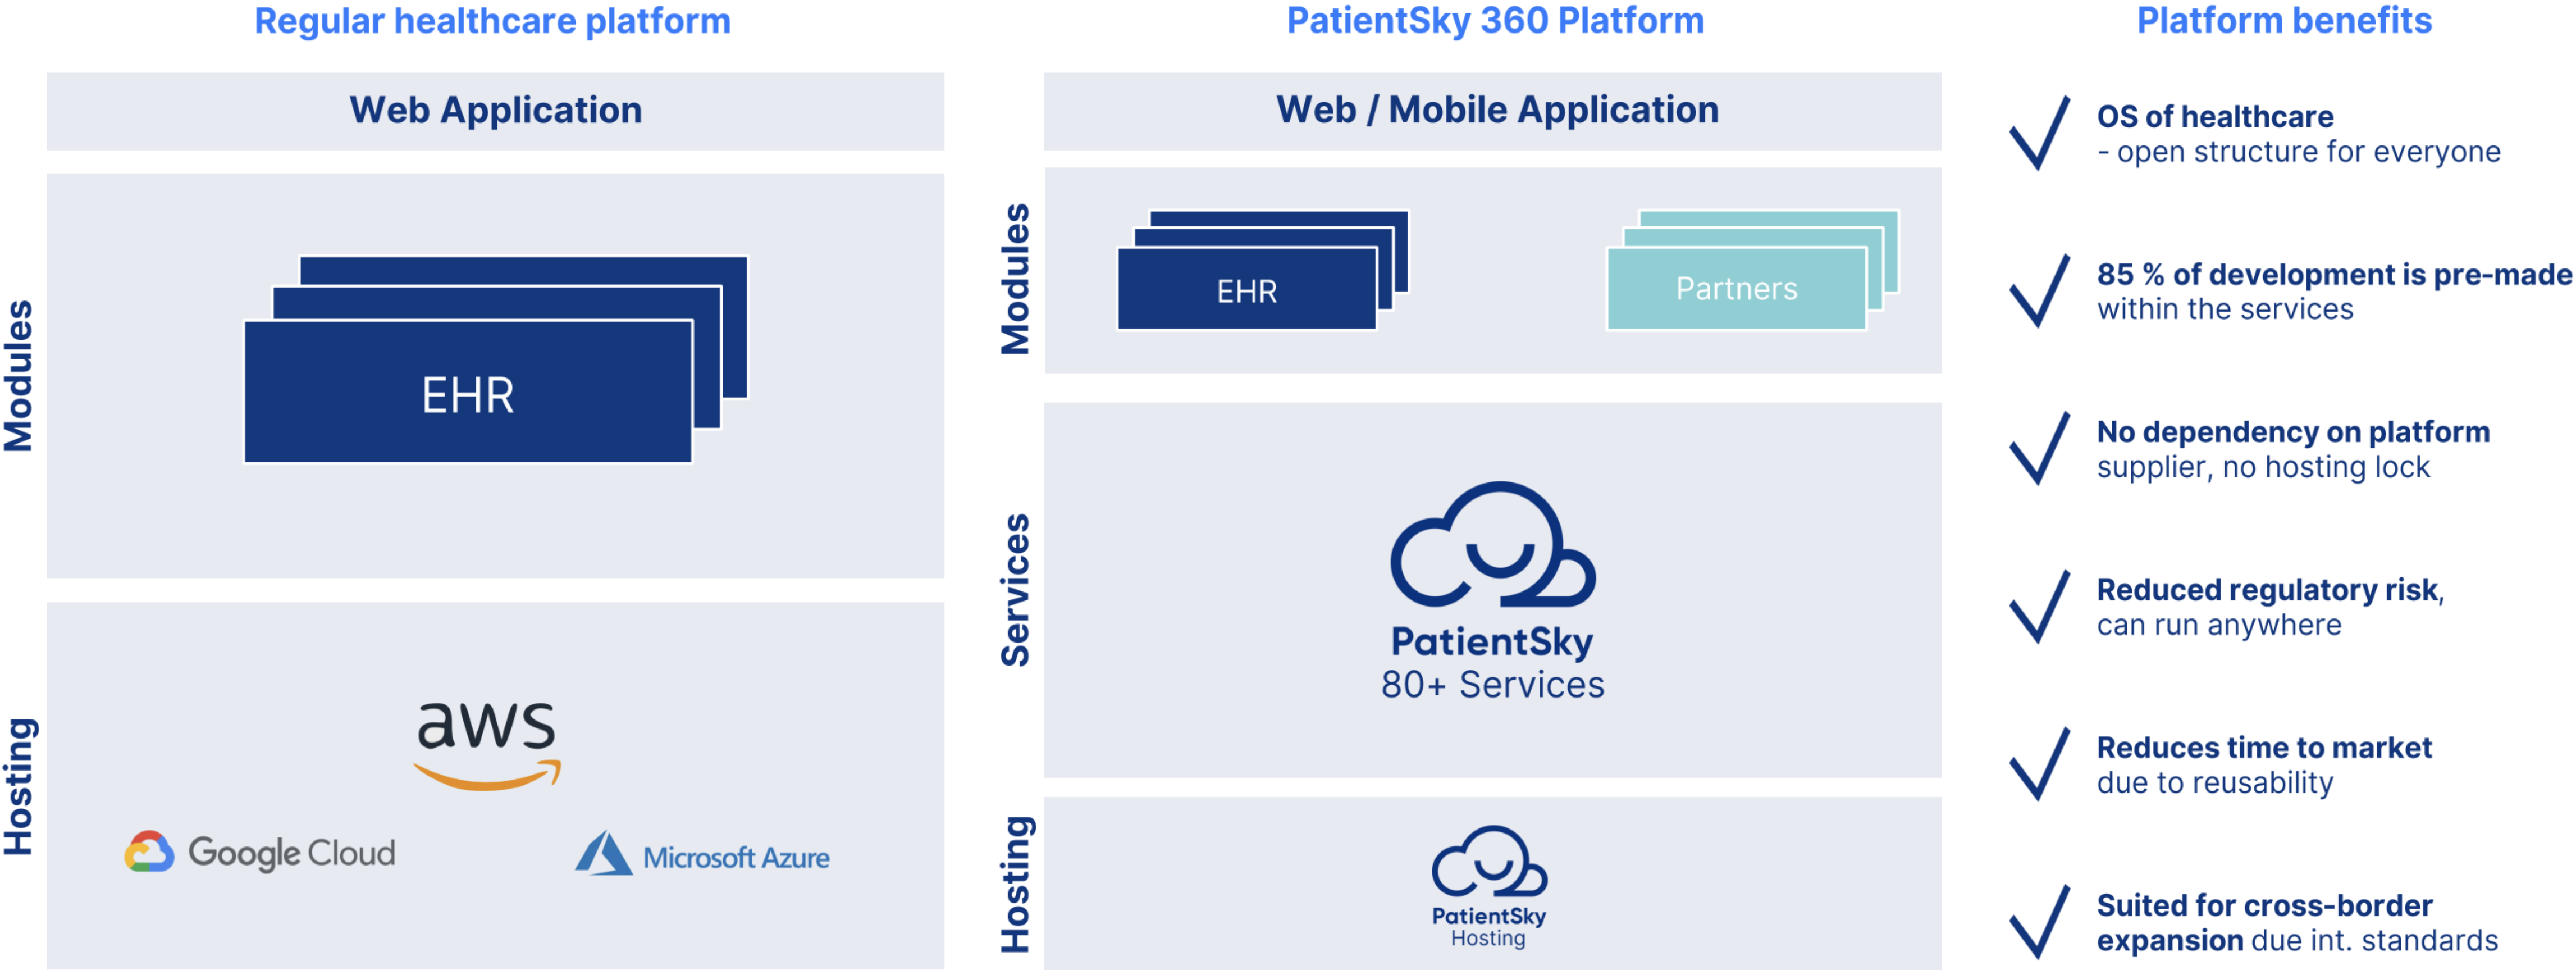 Regular healthcare platform
Web Application
Modules
EHR
Hosting
aws
Google Cloud
Microsoft Azure
PatientSky 360 Platform
Web / Mobile Application
Modules
EHR
Partners
Services
PatientSky
80+ Services
Hosting
PatientSky
Hosting
Platform benefits
OS of healthcare
- open structure for everyone
85 % of development is pre-made
within the services
No dependency on platform
supplier, no hosting lock
Reduced regulatory risk,
can run anywhere
Reduces time to market
due to reusability
Suited for cross-border
expansion due int. standards